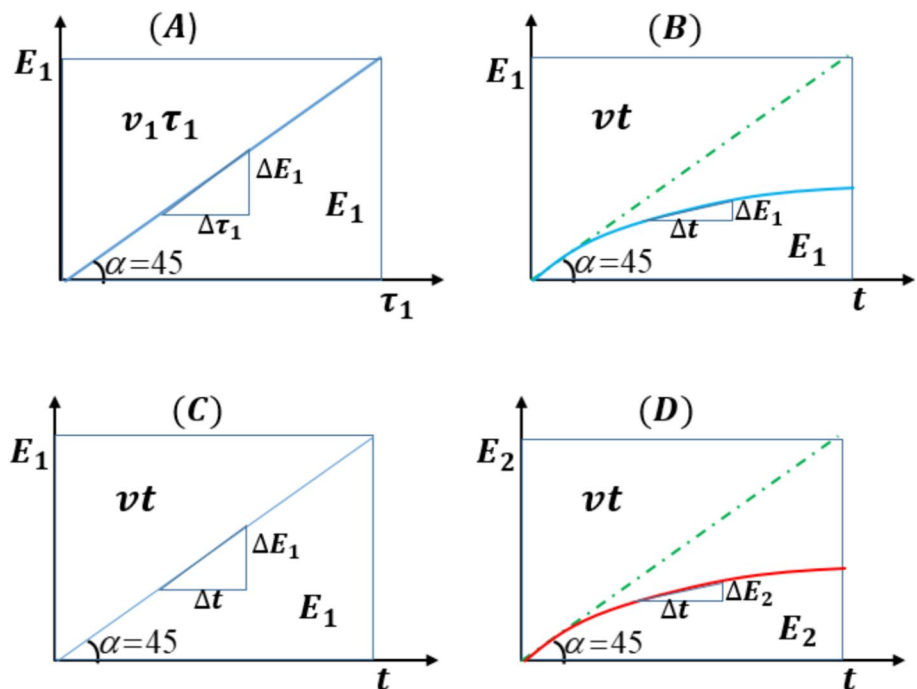 (A)
E₁
v₁τ₁
ΔE₁
Δτ₁
E₁
α=45
τ₁
(B)
E₁
vt
ΔE₁
Δt
E₁
α=45
t
(C)
E₁
vt
ΔE₁
Δt
E₁
α=45
t
(D)
E₂
vt
ΔE₂
Δt
E₂
α=45
t